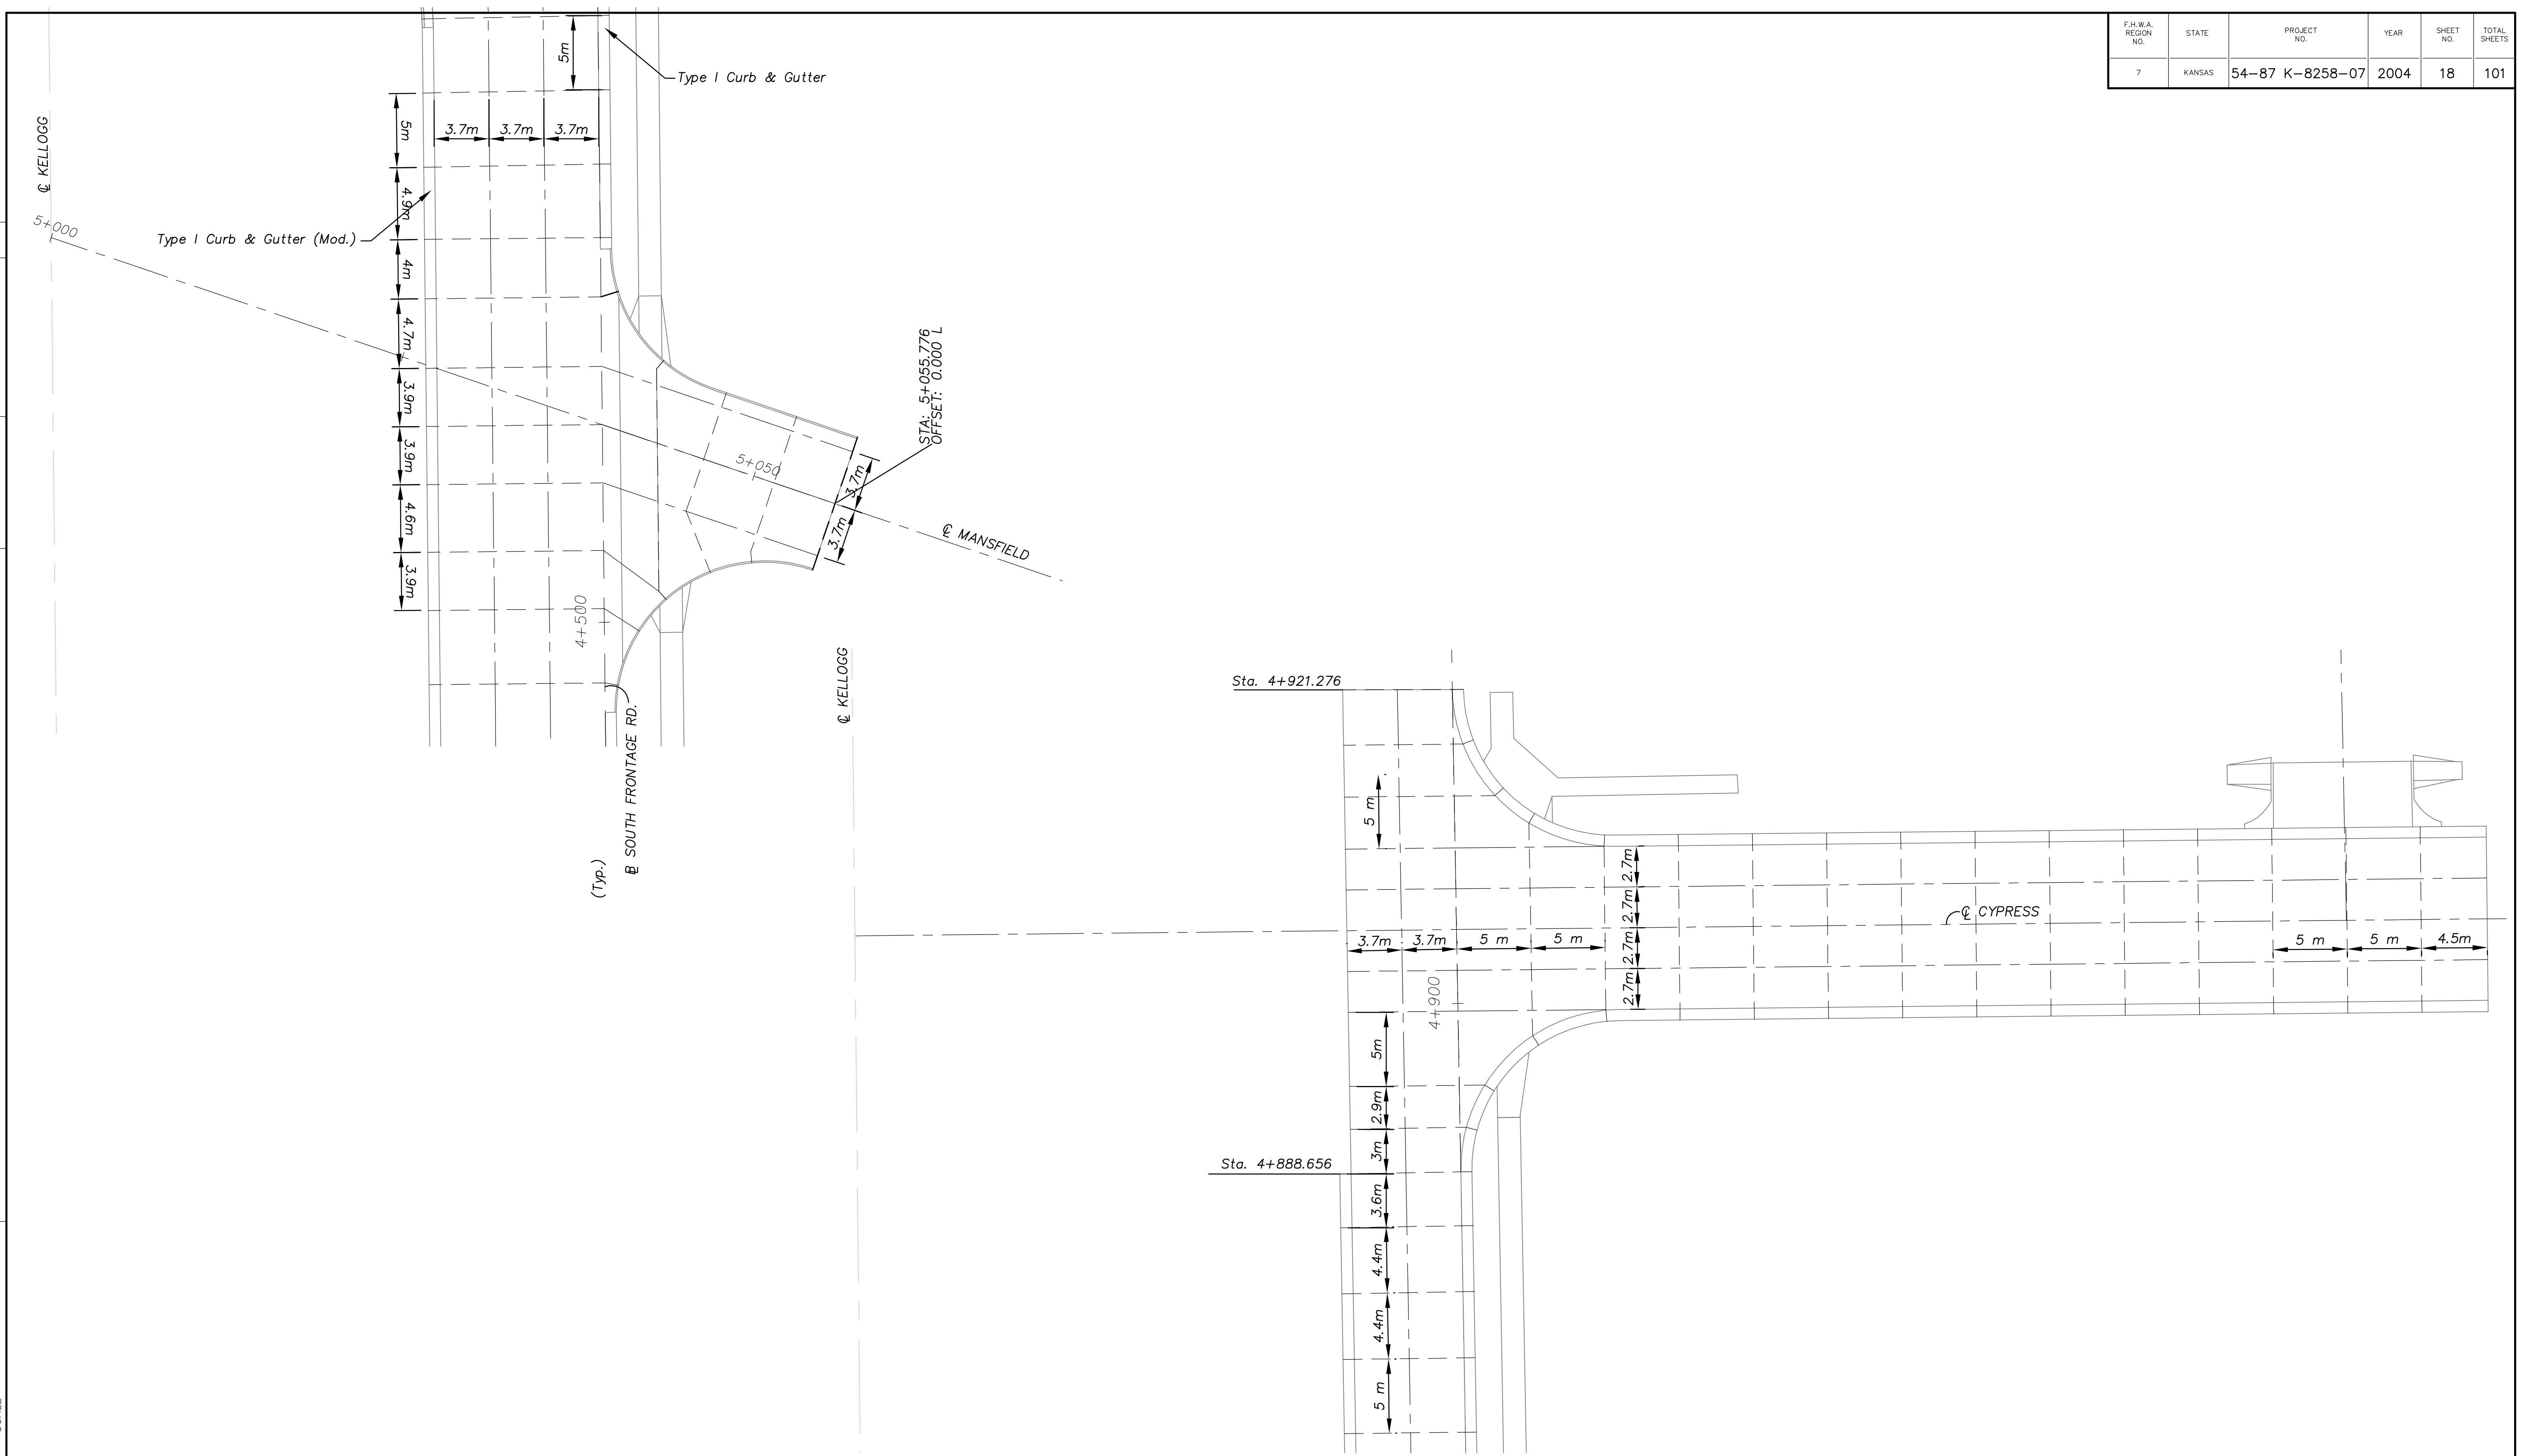 F.H.W.A. REGION NO.
STATE
PROJECT NO.
YEAR
SHEET NO.
TOTAL SHEETS
7
KANSAS
54-87 K-8258-07
2004
18
101
℄ KELLOGG
5+000
5m
Type I Curb & Gutter
3.7m
3.7m
3.7m
Type I Curb & Gutter (Mod.)
5m
4.9m
4m
4.7m
3.9m
3.9m
4.6m
3.9m
STA: 5+055.776
OFFSET: 0.000 L
5+050
3.7m
3.7m
℄ MANSFIELD
4+500
(Typ.)
SOUTH FRONTAGE RD.
℄ KELLOGG
Sta. 4+921.276
5 m
2.7m
2.7m
2.7m
2.7m
℄ CYPRESS
3.7m
3.7m
5 m
5 m
5 m
5 m
4.5m
4+900
5m
2.9m
3m
Sta. 4+888.656
3.6m
4.4m
4.4m
5 m